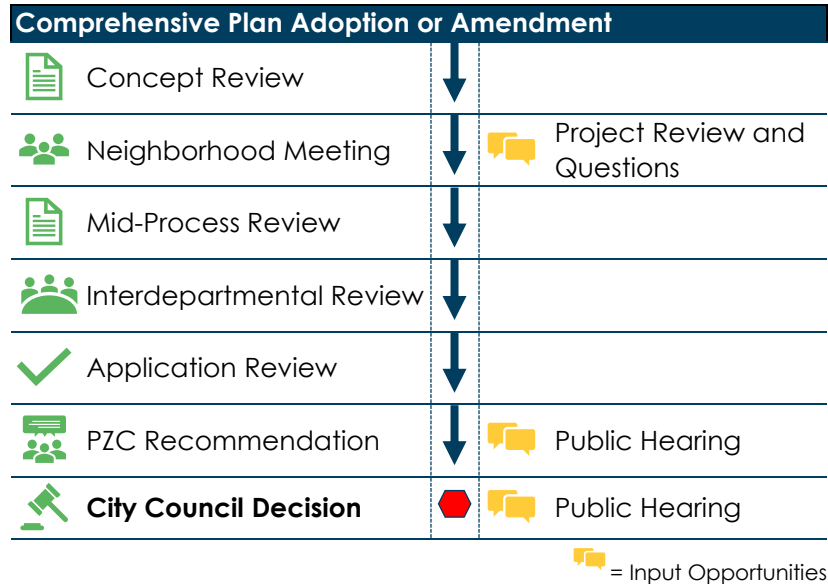 Comprehensive Plan Adoption or Amendment
Concept Review
Neighborhood Meeting
Project Review and
Questions
Mid-Process Review
Interdepartmental Review
Application Review
PZC Recommendation
Public Hearing
City Council Decision
Public Hearing
= Input Opportunities